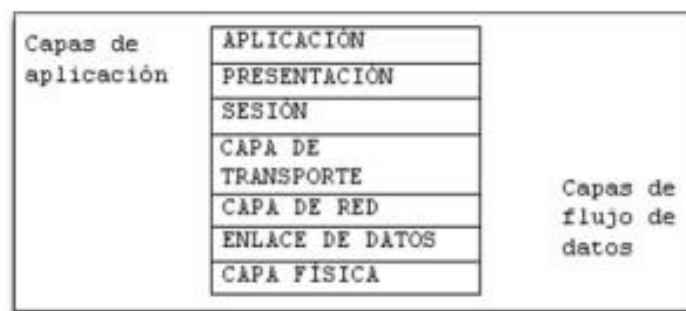 Capas de
aplicación
APLICACIÓN
PRESENTACIÓN
SESIÓN
CAPA DE
TRANSPORTE
CAPA DE RED
ENLACE DE DATOS
CAPA FÍSICA
Capas de
flujo de
datos